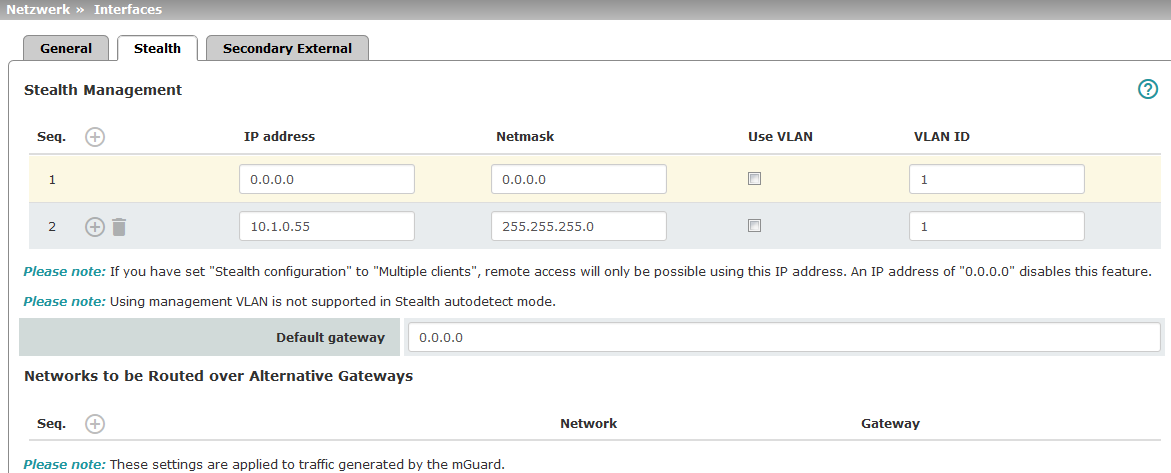 Netzwerk » Interfaces
General Stealth Secondary External
Stealth Management
Seq. IP address Netmask Use VLAN VLAN ID
1 0.0.0.0 0.0.0.0 1
2 10.1.0.55 255.255.255.0 1
Please note: If you have set "Stealth configuration" to "Multiple clients", remote access will only be possible using this IP address. An IP address of "0.0.0.0" disables this feature.
Please note: Using management VLAN is not supported in Stealth autodetect mode.
Default gateway 0.0.0.0
Networks to be Routed over Alternative Gateways
Seq. Network Gateway
Please note: These settings are applied to traffic generated by the mGuard.